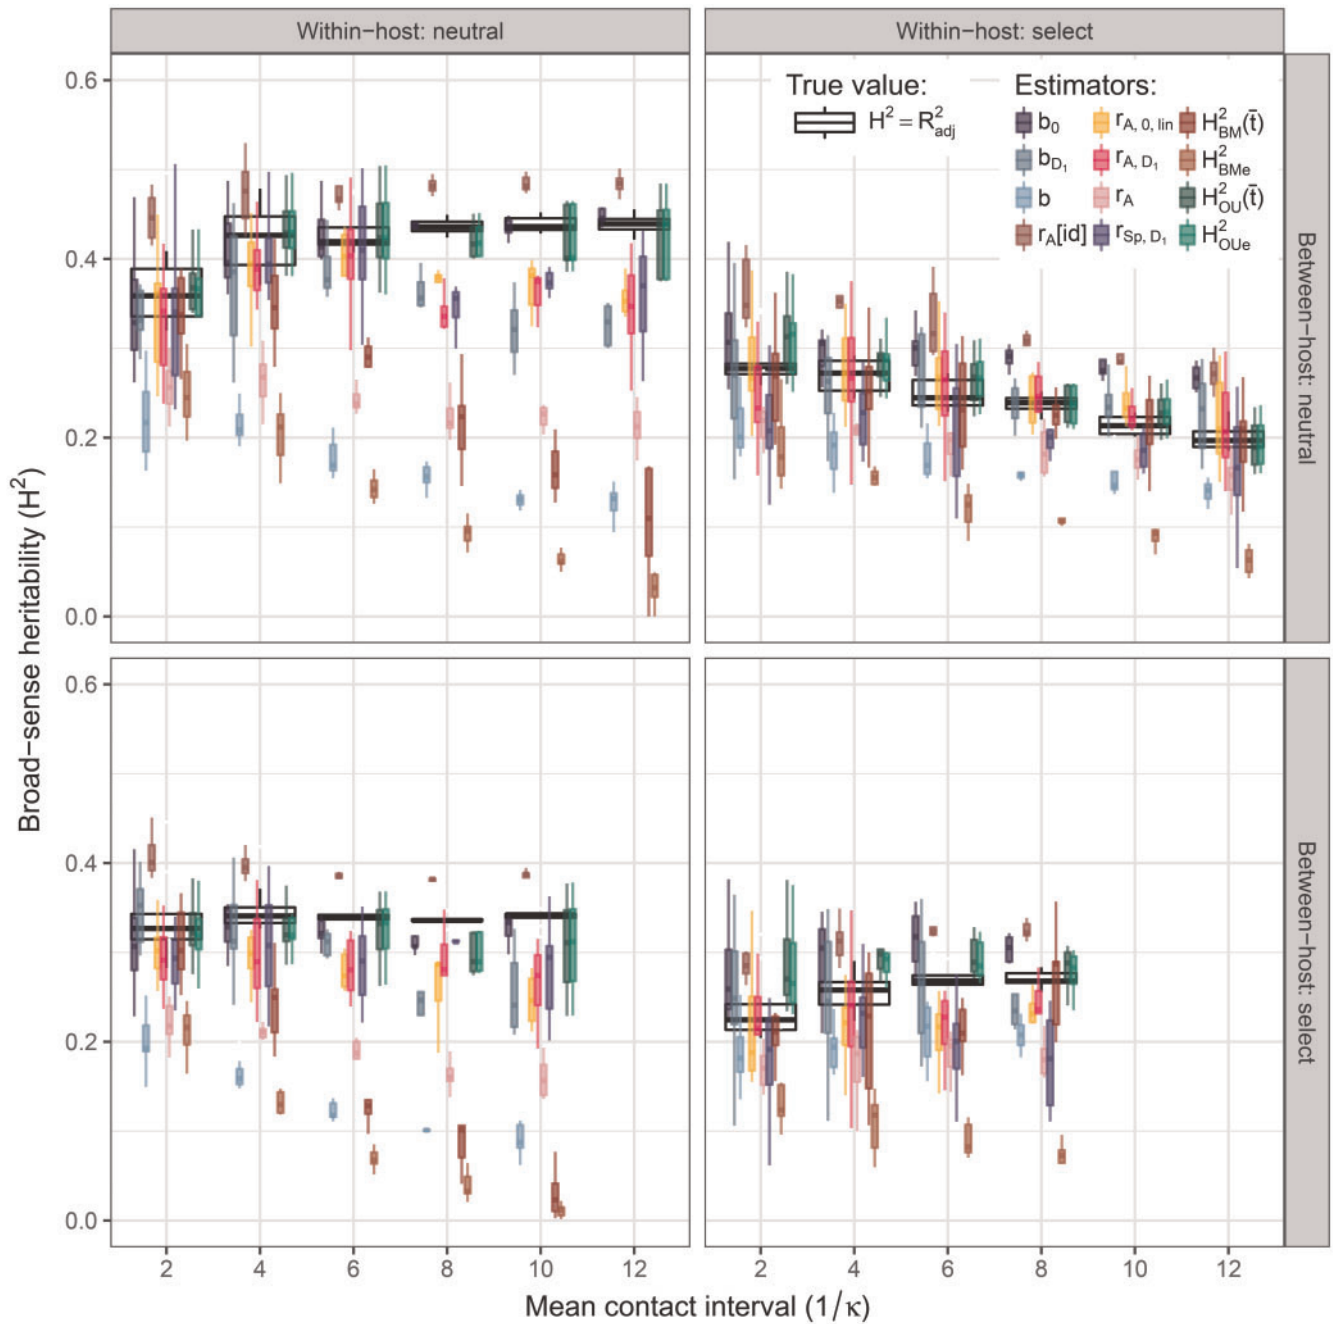 Within−host: neutral
Within−host: select
True value:
H² = R²adj
Estimators:
b₀ rA, 0, lin H²BM(t̄)
bD₁ rA, D₁ H²BMe
b rA H²OU(t̄)
rA[id] rSp, D₁ H²OUe
Between−host: neutral
Between−host: select
Broad−sense heritability (H²)
0.6
0.4
0.2
0.0
0.6
0.4
0.2
0.0
2 4 6 8 10 12
2 4 6 8 10 12
Mean contact interval (1/κ)